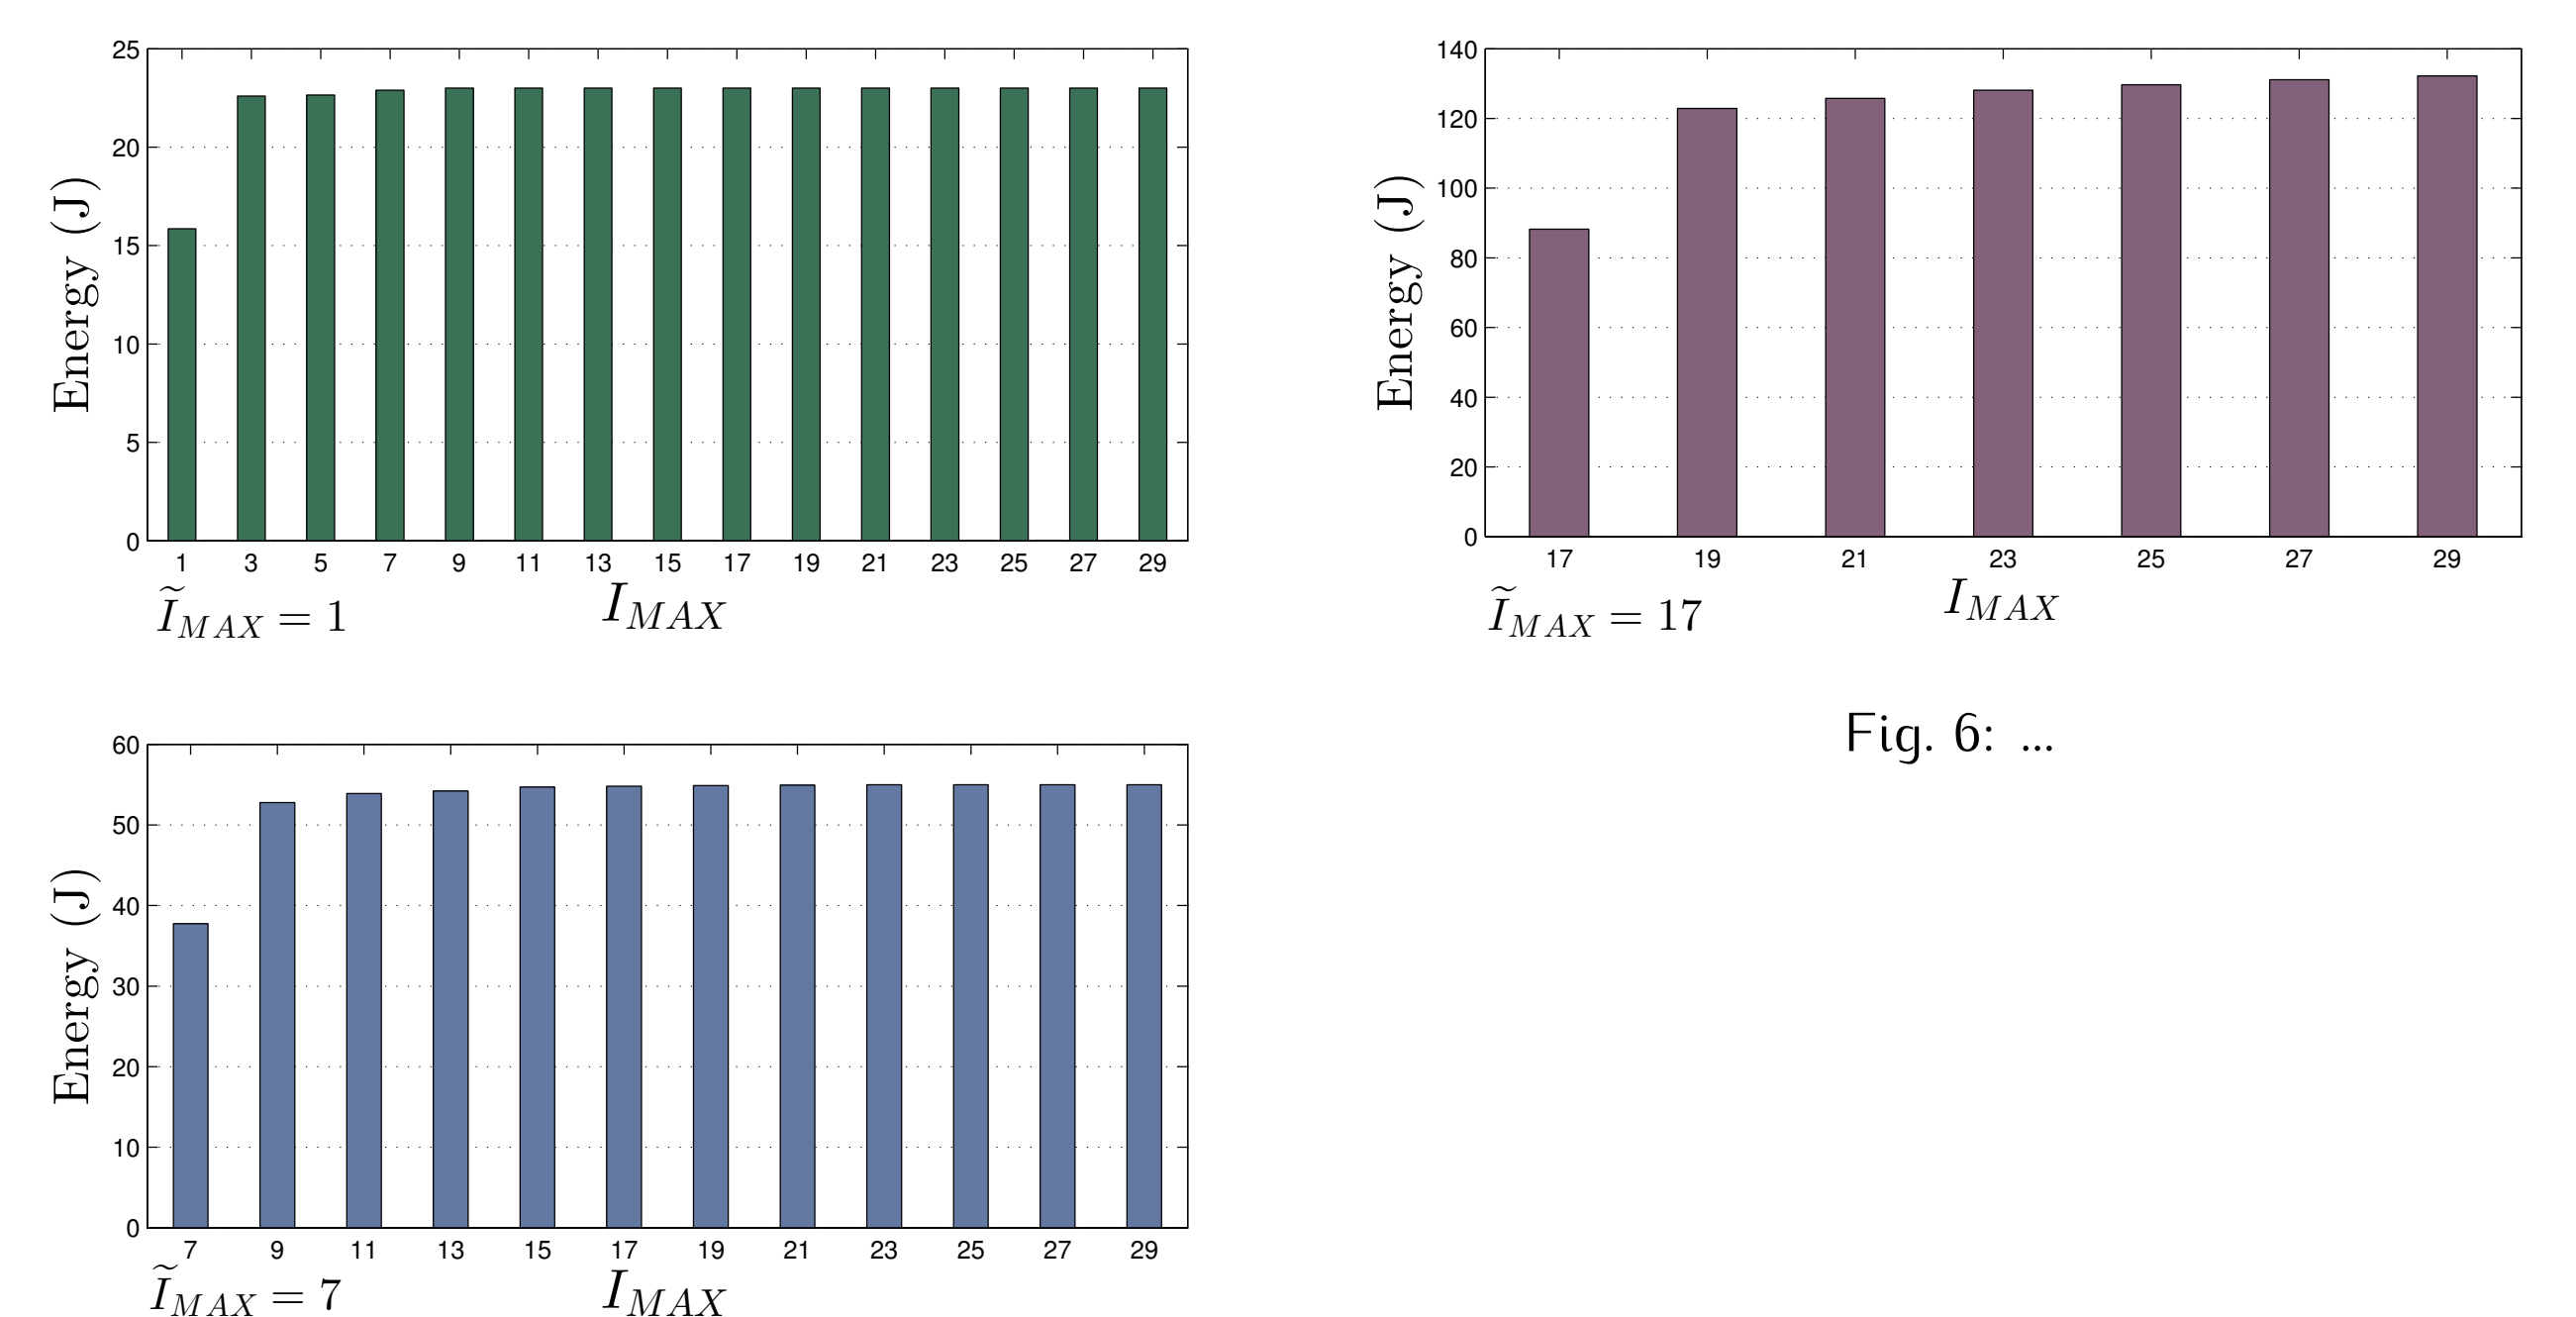 25
20
15
10
5
0
Energy (J)
1 3 5 7 9 11 13 15 17 19 21 23 25 27 29
Ĩ_MAX = 1
I_MAX
140
120
100
80
60
40
20
0
Energy (J)
17 19 21 23 25 27 29
Ĩ_MAX = 17
I_MAX
60
50
40
30
20
10
0
Energy (J)
7 9 11 13 15 17 19 21 23 25 27 29
Ĩ_MAX = 7
I_MAX
Fig. 6: ...